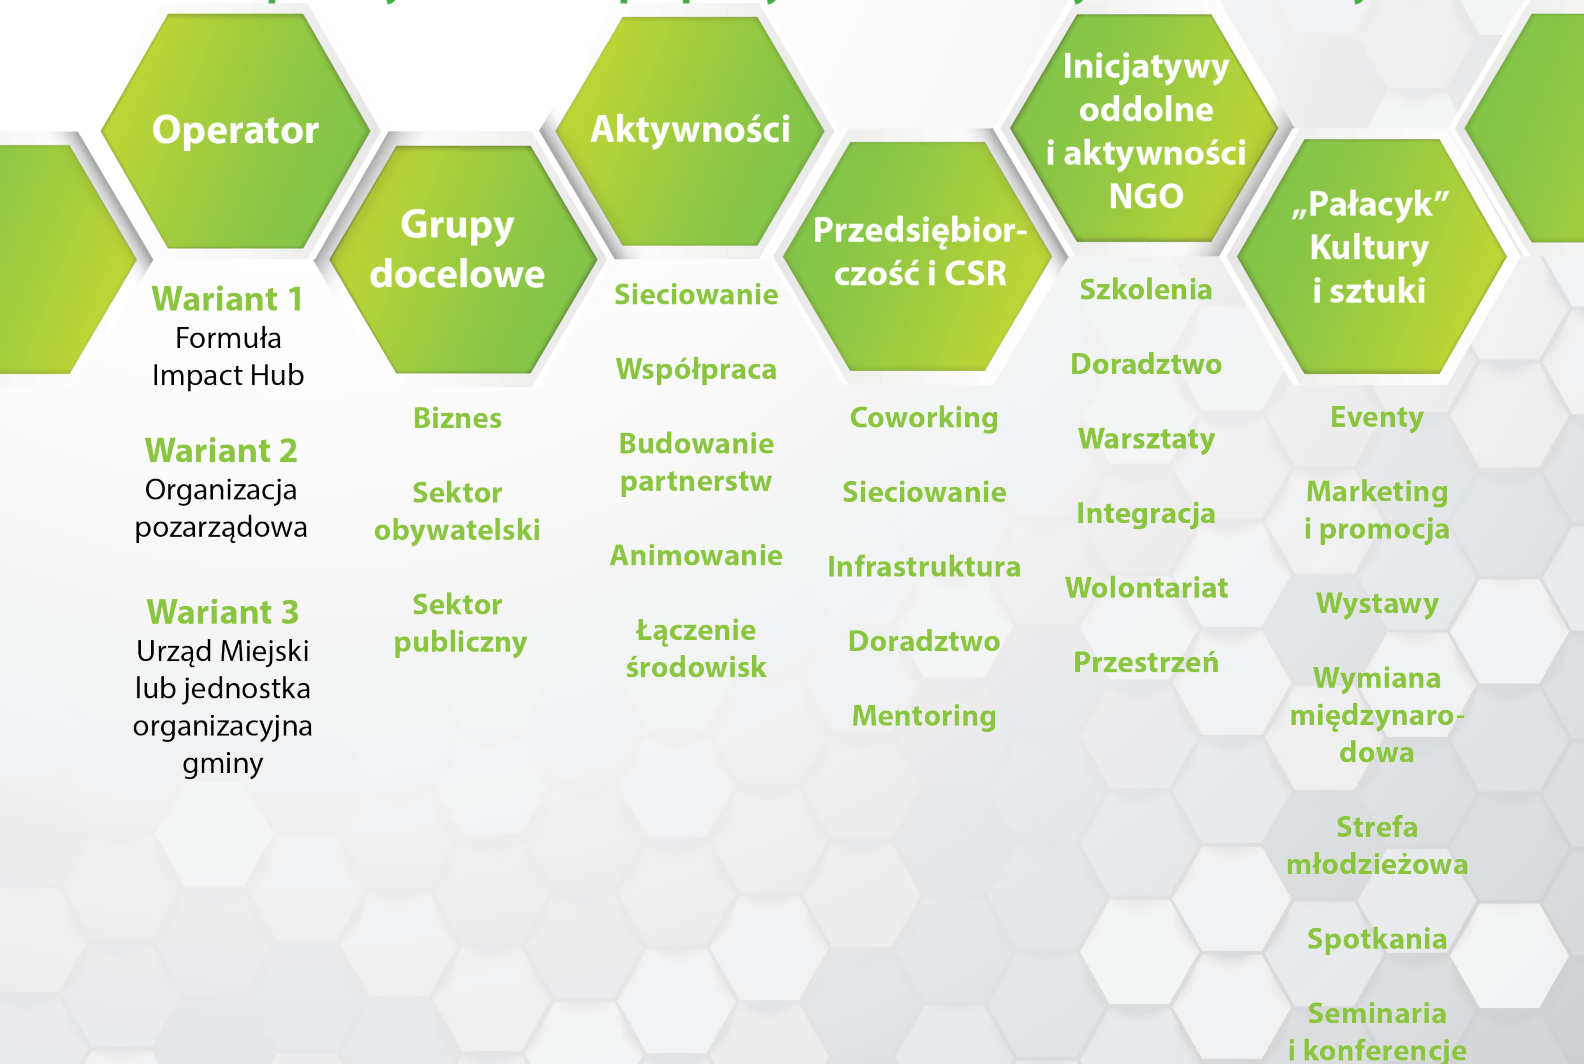 Operator
Wariant 1
Formuła
Impact Hub
Wariant 2
Organizacja
pozarządowa
Wariant 3
Urząd Miejski
lub jednostka
organizacyjna
gminy
Grupy
docelowe
Biznes
Sektor
obywatelski
Sektor
publiczny
Aktywności
Sieciowanie
Współpraca
Budowanie
partnerstw
Animowanie
Łączenie
środowisk
Przedsiębior-
czość i CSR
Coworking
Sieciowanie
Infrastruktura
Doradztwo
Mentoring
Inicjatywy
oddolne
i aktywności
NGO
Szkolenia
Doradztwo
Warsztaty
Integracja
Wolontariat
Przestrzeń
„Pałacyk”
Kultury
i sztuki
Eventy
Marketing
i promocja
Wystawy
Wymiana
międzynaro-
dowa
Strefa
młodzieżowa
Spotkania
Seminaria
i konferencje